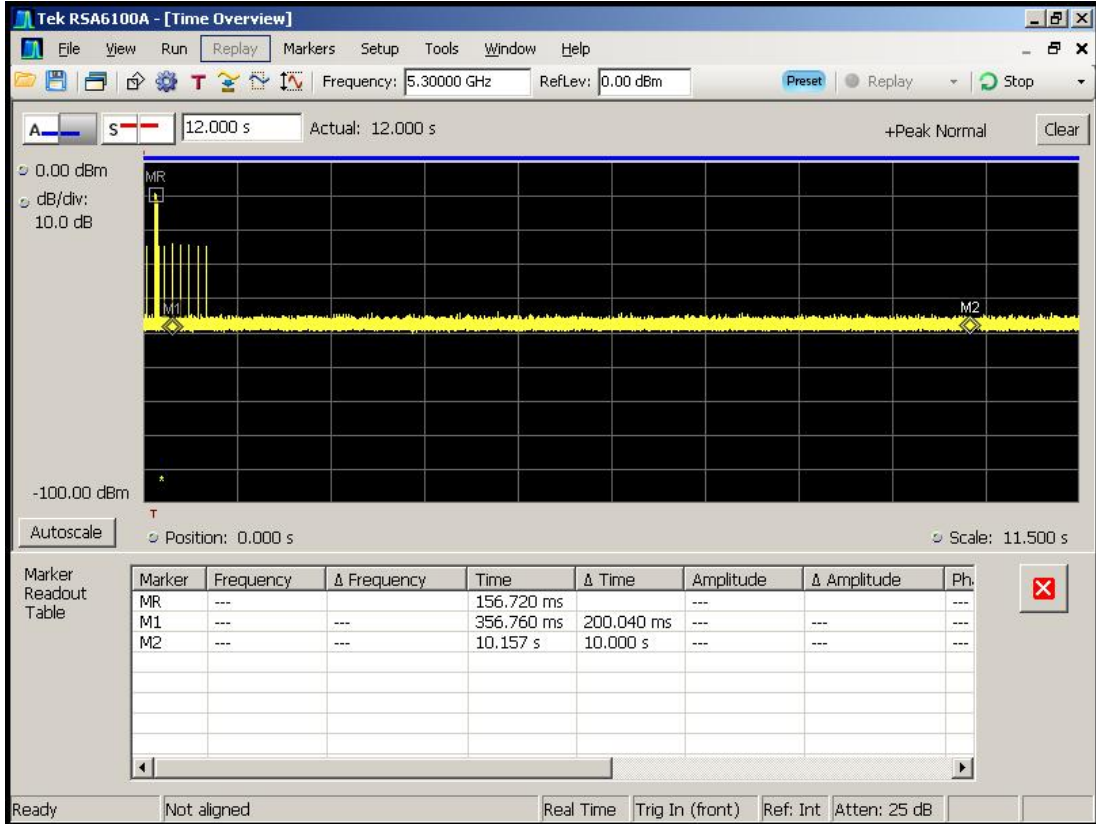 Tek RSA6100A - [Time Overview]
File View Run Replay Markers Setup Tools Window Help
T Frequency: 5.30000 GHz RefLev: 0.00 dBm Preset Replay Stop
A S 12.000 s Actual: 12.000 s +Peak Normal Clear
0.00 dBm
dB/div:
10.0 dB
MR
M1
M2
-100.00 dBm
*
T
Autoscale
Position: 0.000 s
Scale: 11.500 s
Marker
Readout
Table
Marker Frequency Δ Frequency Time Δ Time Amplitude Δ Amplitude Ph
MR --- 156.720 ms --- ---
M1 --- --- 356.760 ms 200.040 ms --- --- ---
M2 --- --- 10.157 s 10.000 s --- --- ---
Ready Not aligned Real Time Trig In (front) Ref: Int Atten: 25 dB